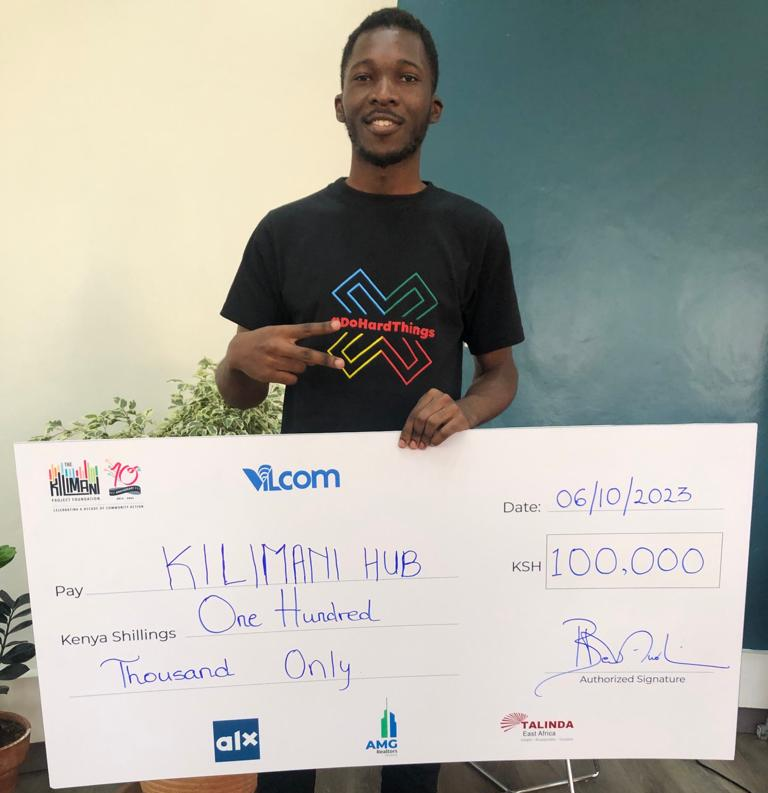 #DoHardThings
THE
KILIMANI
PROJECT FOUNDATION
10
CELEBRATING A DECADE OF COMMUNITY ACTION
VILcom
Date: 06/10/2023
KSH 100,000
Pay KILIMANI HUB
Kenya Shillings One Hundred
Thousand Only
Authorized Signature
alx
AMG
Realtors
TALINDA
East Africa